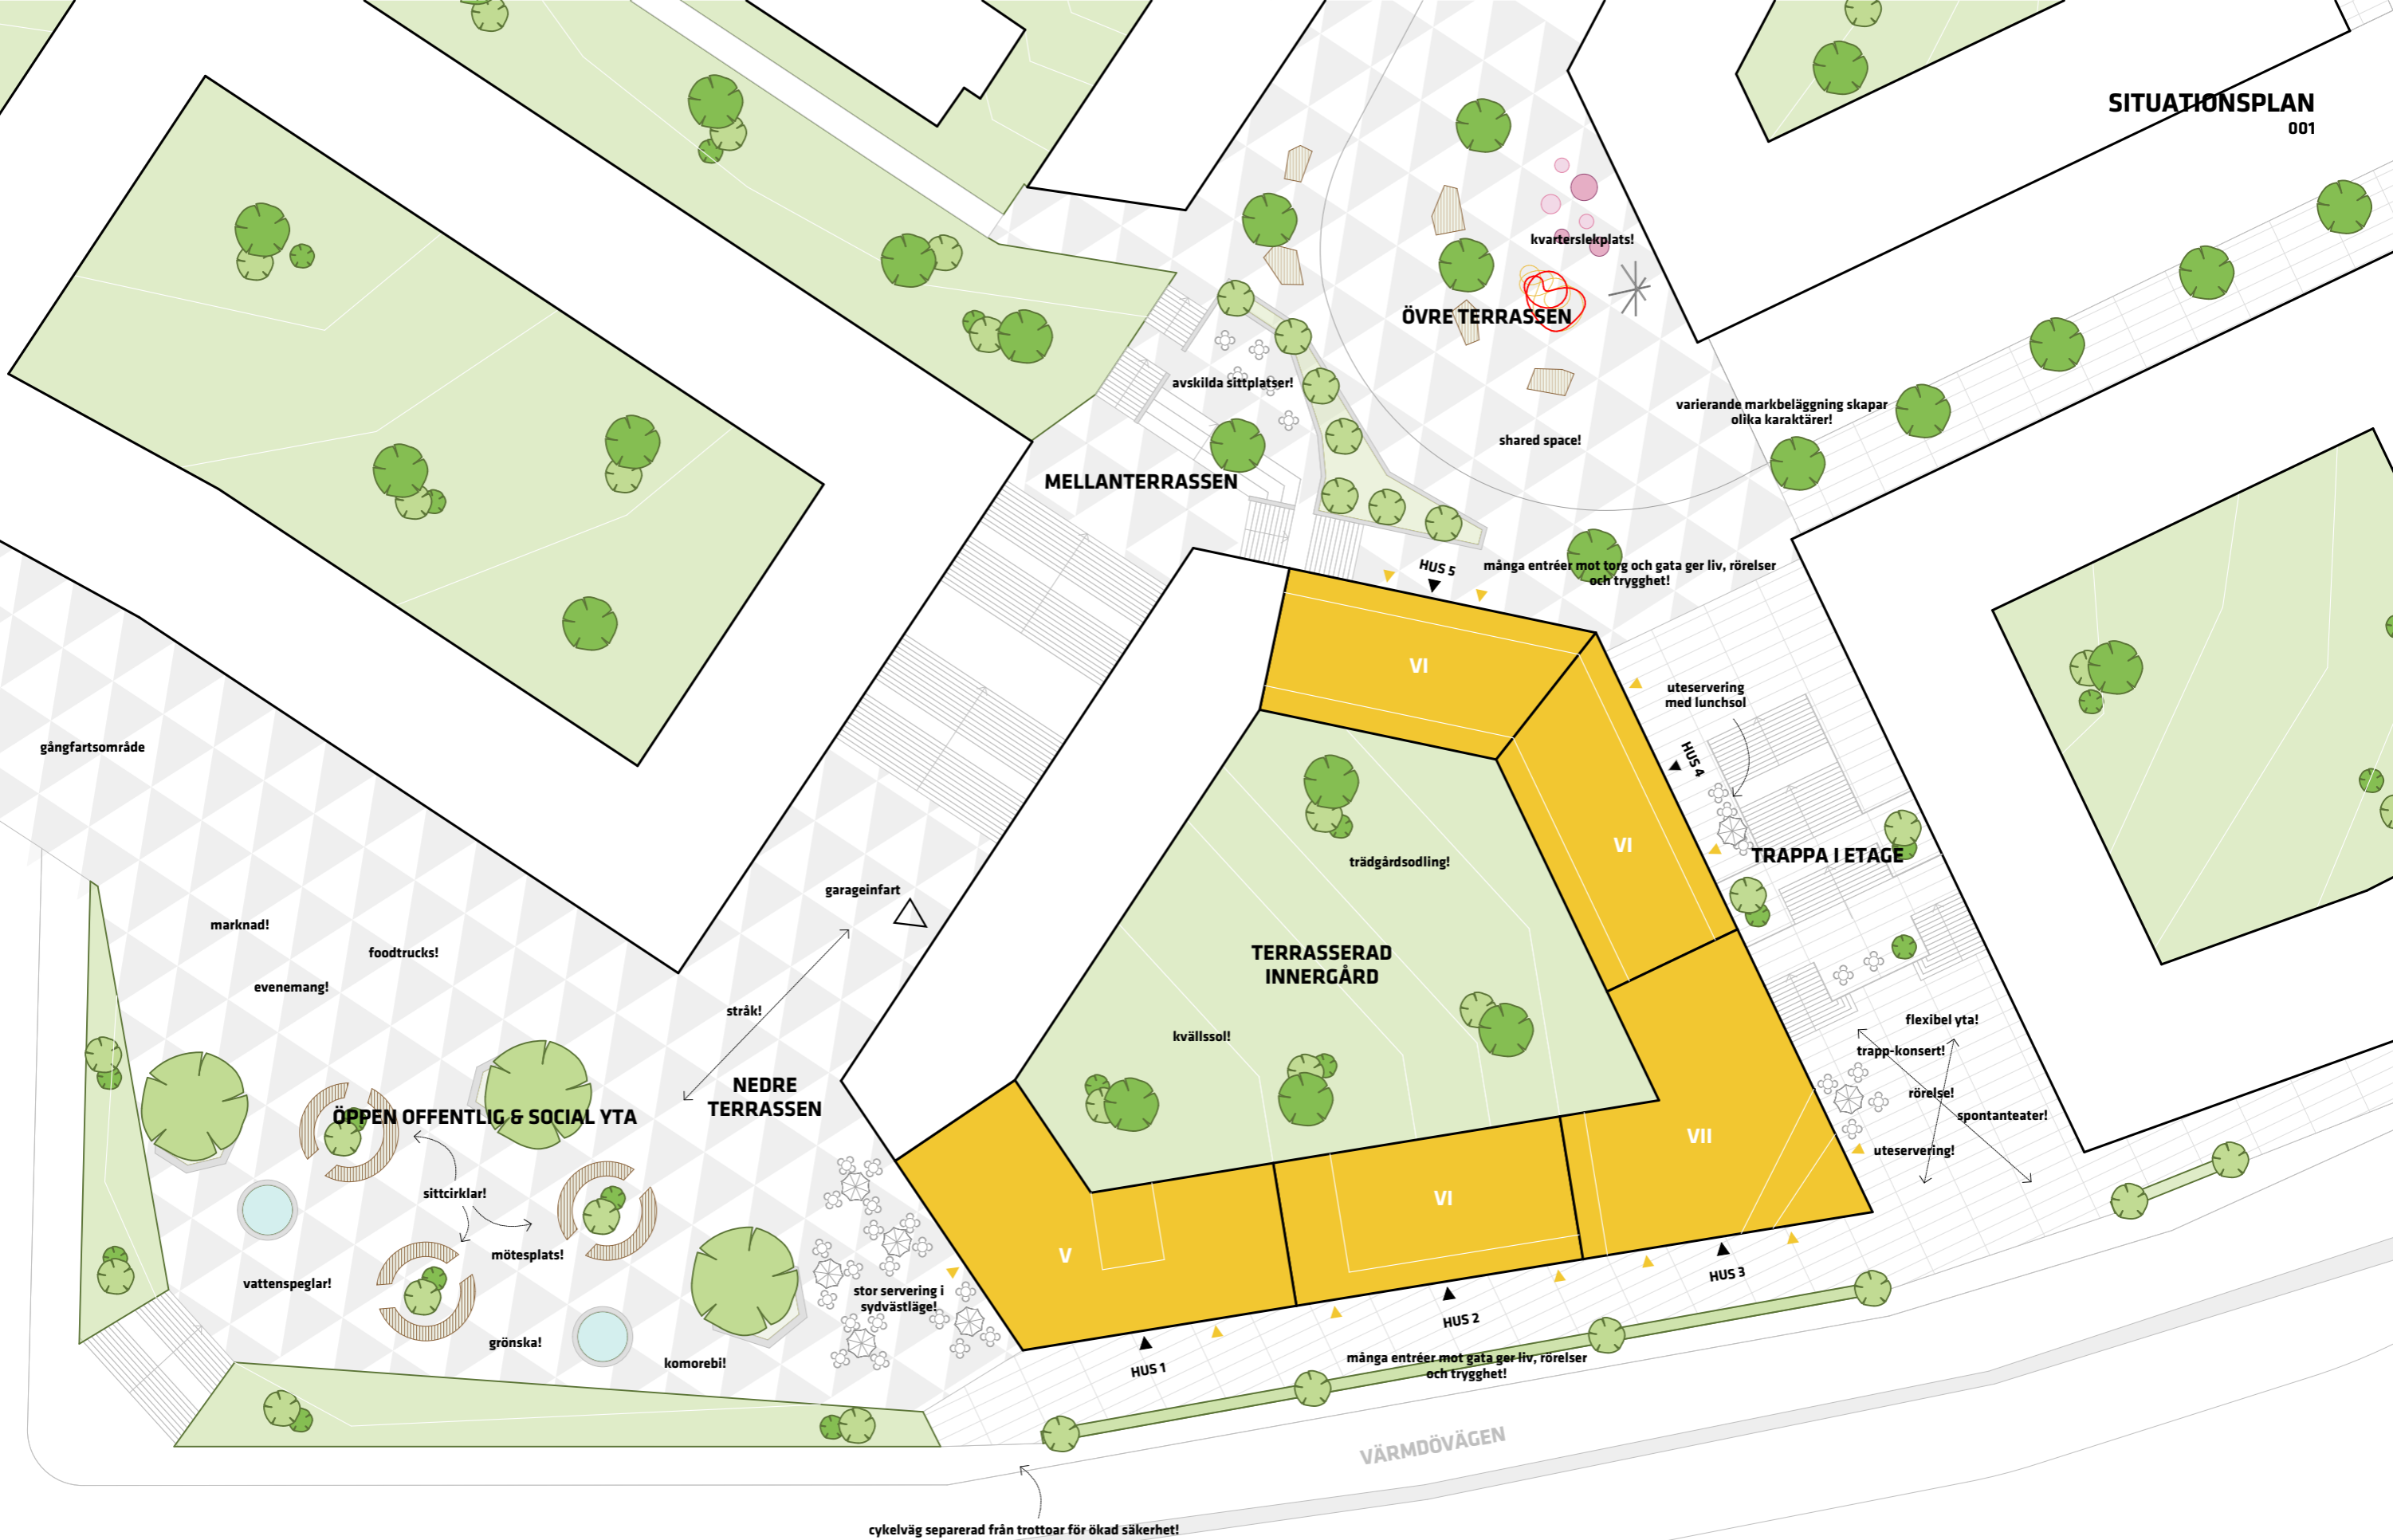 SITUATIONSPLAN
001
kvarterslekplats!
ÖVRE TERRASSEN
avskilda sittplatser!
varierande markbeläggning skapar
olika karaktärer!
shared space!
MELLANTERRASSEN
HUS 5
många entréer mot torg och gata ger liv, rörelser
och trygghet!
VI
uteservering
med lunchsol
HUS 4
gångfartsområde
VI
TRAPPA I ETAGE
trädgårdsodling!
garageinfart
marknad!
foodtrucks!
TERRASSERAD
INNERGÅRD
evenemang!
stråk!
flexibel yta!
kvällssol!
trapp-konsert!
NEDRE
TERRASSEN
rörelse!
ÖPPEN OFFENTLIG & SOCIAL YTA
spontanteater!
VII
uteservering!
sittcirklar!
VI
mötesplats!
V
vattenspeglar!
stor servering i
sydvästläge!
HUS 3
HUS 2
grönska!
komorebi!
HUS 1
många entréer mot gata ger liv, rörelser
och trygghet!
VÄRMDÖVÄGEN
cykelväg separerad från trottoar för ökad säkerhet!